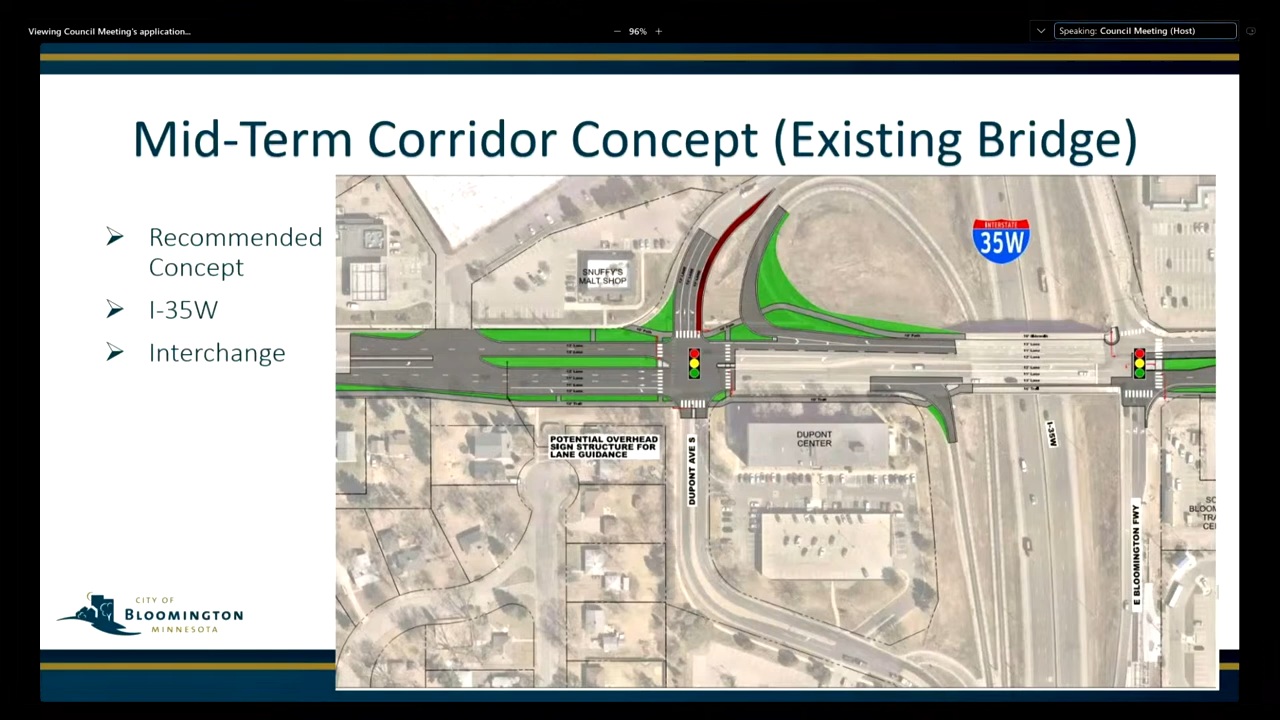 Viewing Council Meeting's application...
96%
Speaking: Council Meeting (Host)
Mid-Term Corridor Concept (Existing Bridge)
Recommended
Concept
I-35W
Interchange
INTERSTATE
35W
SNUFFY'S
MALT SHOP
POTENTIAL OVERHEAD
SIGN STRUCTURE FOR
LANE GUIDANCE
DUPONT AVE S
DUPONT
CENTER
I-35W
E BLOOMINGTON FWY
CITY OF
BLOOMINGTON
MINNESOTA